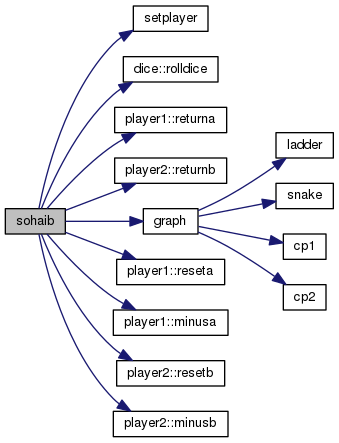 setplayer
dice::rolldice
player1::returna
ladder
player2::returnb
snake
sohaib
graph
cp1
player1::reseta
cp2
player1::minusa
player2::resetb
player2::minusb